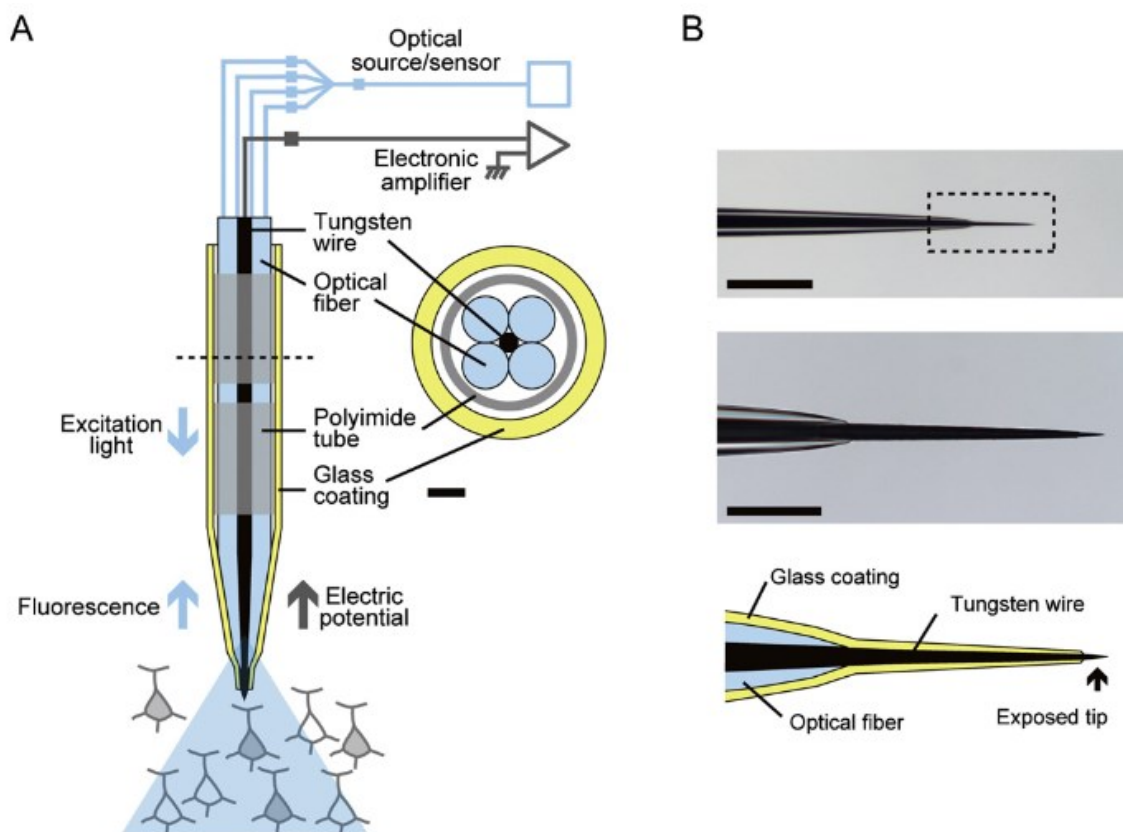 A
Optical
source/sensor
Electronic
amplifier
Tungsten
wire
Optical
fiber
Excitation
light
Polyimide
tube
Glass
coating
Fluorescence
Electric
potential
B
Glass coating
Tungsten wire
Optical fiber
Exposed tip